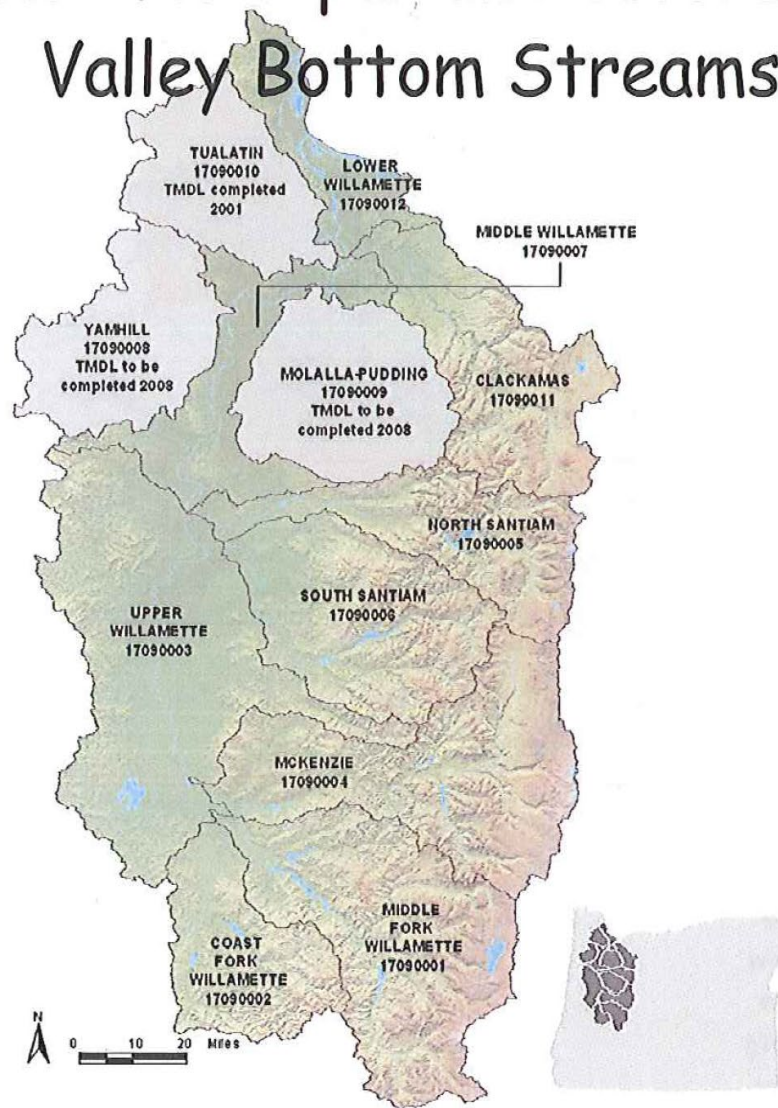 Valley Bottom Streams
TUALATIN
17090010
TMDL completed
2001
LOWER
WILLAMETTE
17090012
MIDDLE WILLAMETTE
17090007
YAMHILL
17090008
TMDL to be
completed 2008
MOLALLA-PUDDING
17090009
TMDL to be
completed 2008
CLACKAMAS
17090011
NORTH SANTIAM
17090005
SOUTH SANTIAM
17090006
UPPER
WILLAMETTE
17090003
MCKENZIE
17090004
MIDDLE
FORK
WILLAMETTE
17090001
COAST
FORK
WILLAMETTE
17090002
N
0 10 20 Miles